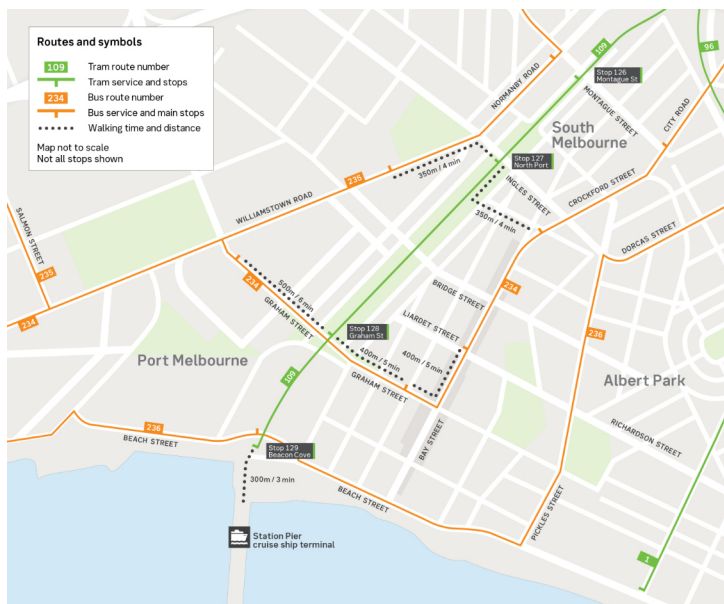 Routes and symbols
109 Tram route number
Tram service and stops
234 Bus route number
Bus service and main stops
Walking time and distance
Map not to scale
Not all stops shown
109
96
Stop 126
Montague St
NORMANBY ROAD
MONTAGUE STREET
CITY ROAD
South
Melbourne
Stop 127
North Port
350m / 4 min
235
INGLES STREET
CROCKFORD STREET
WILLIAMSTOWN ROAD
350m / 4 min
SALMON STREET
DORCAS STREET
235
500m / 6 min
234
BRIDGE STREET
234
234
GRAHAM STREET
LIARDET STREET
Stop 128
Graham St
236
400m / 5 min
400m / 5 min
Port Melbourne
109
GRAHAM STREET
Albert Park
236
BEACH STREET
BAY STREET
RICHARDSON STREET
Stop 129
Beacon Cove
300m / 3 min
BEACH STREET
PICKLES STREET
Station Pier
cruise ship terminal
1